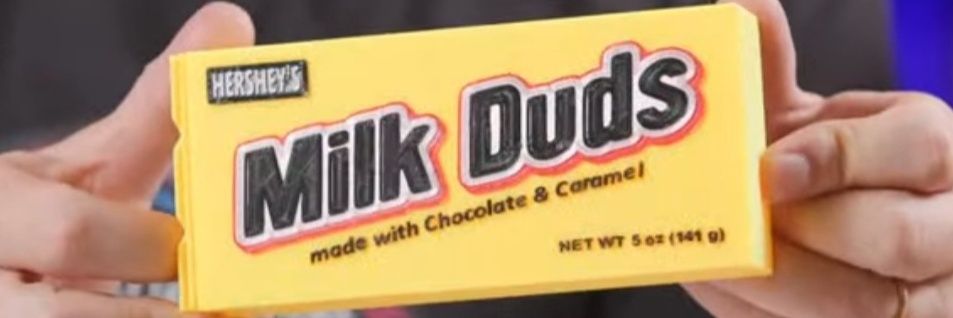 HERSHEY'S
Milk Duds
made with Chocolate & Caramel
NET WT 5 oz (141 g)